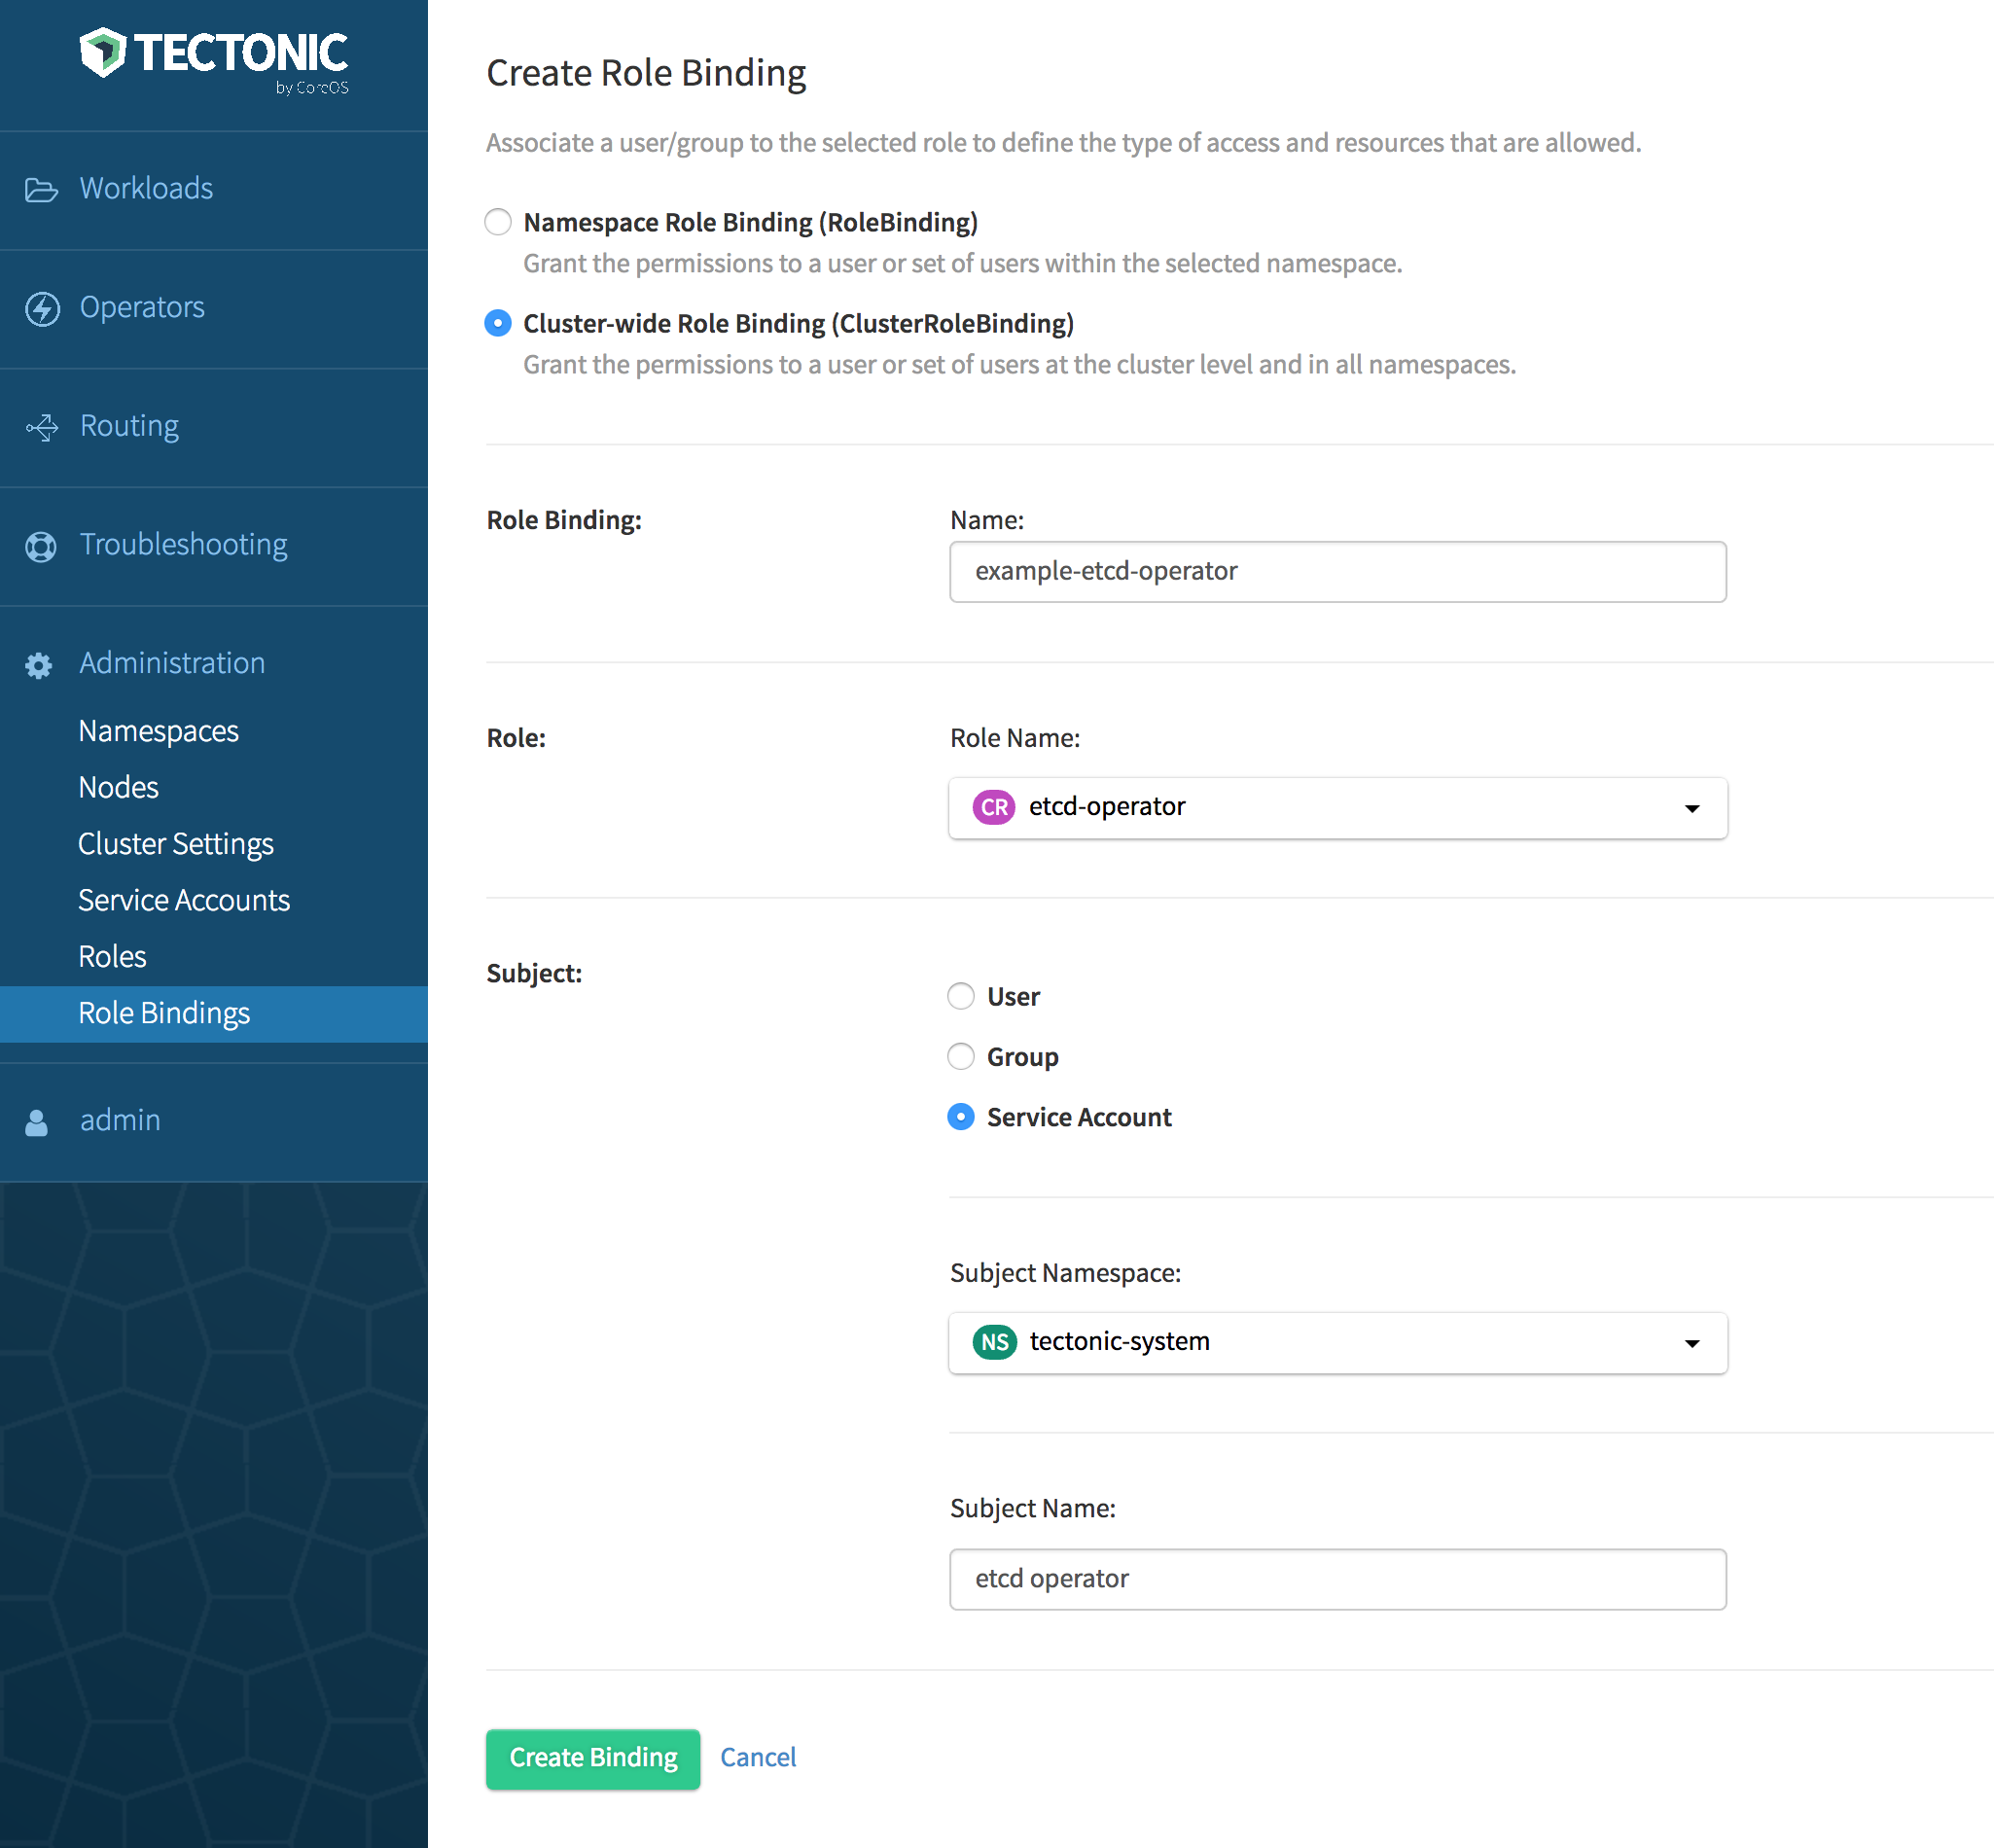 TECTONIC
by CoreOS
Workloads
Operators
Routing
Troubleshooting
Administration
Namespaces
Nodes
Cluster Settings
Service Accounts
Roles
Role Bindings
admin
Create Role Binding
Associate a user/group to the selected role to define the type of access and resources that are allowed.
Namespace Role Binding (RoleBinding)
Grant the permissions to a user or set of users within the selected namespace.
Cluster-wide Role Binding (ClusterRoleBinding)
Grant the permissions to a user or set of users at the cluster level and in all namespaces.
Role Binding:
Name:
example-etcd-operator
Role:
Role Name:
CR etcd-operator
Subject:
User
Group
Service Account
Subject Namespace:
NS tectonic-system
Subject Name:
etcd operator
Create Binding Cancel